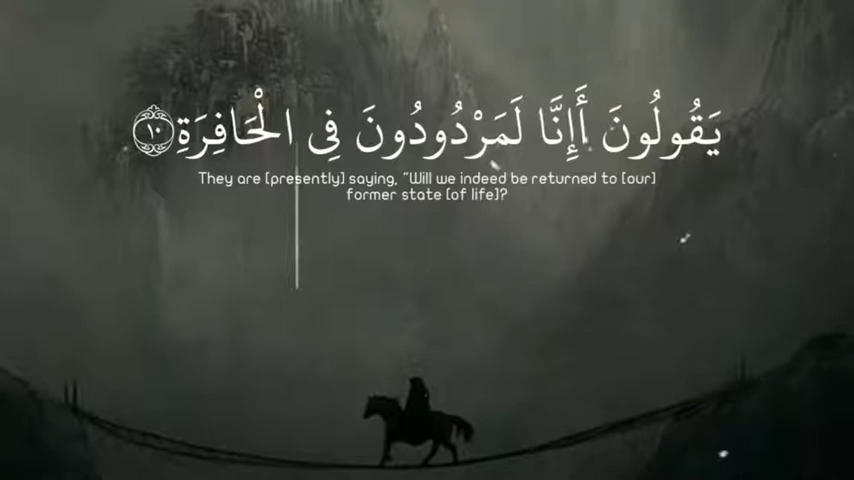 يَقُولُونَ أَإِنَّا لَمَرْدُودُونَ فِى الْحَافِرَةِ ١٠
They are [presently] saying, "Will we indeed be returned to [our]
former state [of life]?